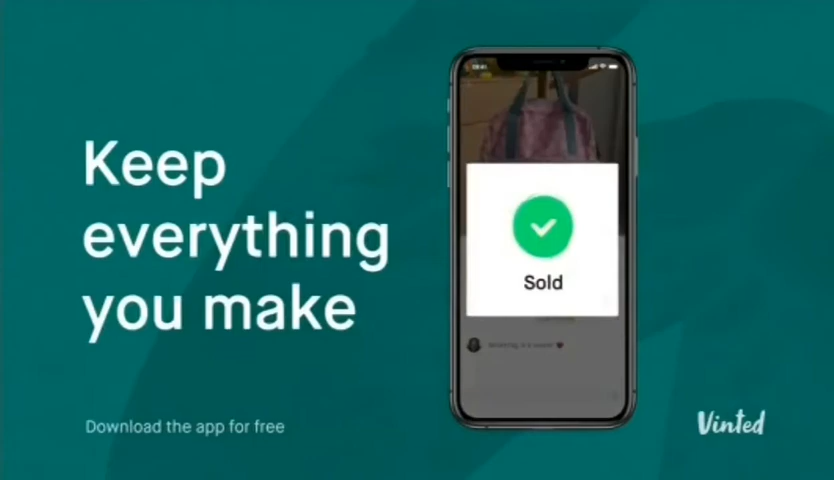 Keep
everything
you make
Sold
Download the app for free
Vinted